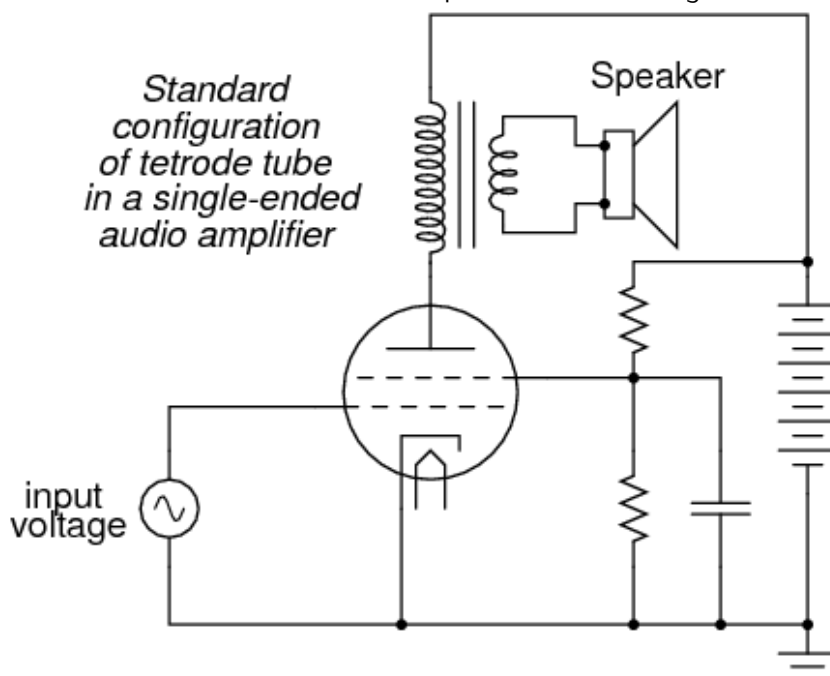 Standard
configuration
of tetrode tube
in a single-ended
audio amplifier
Speaker
input
voltage